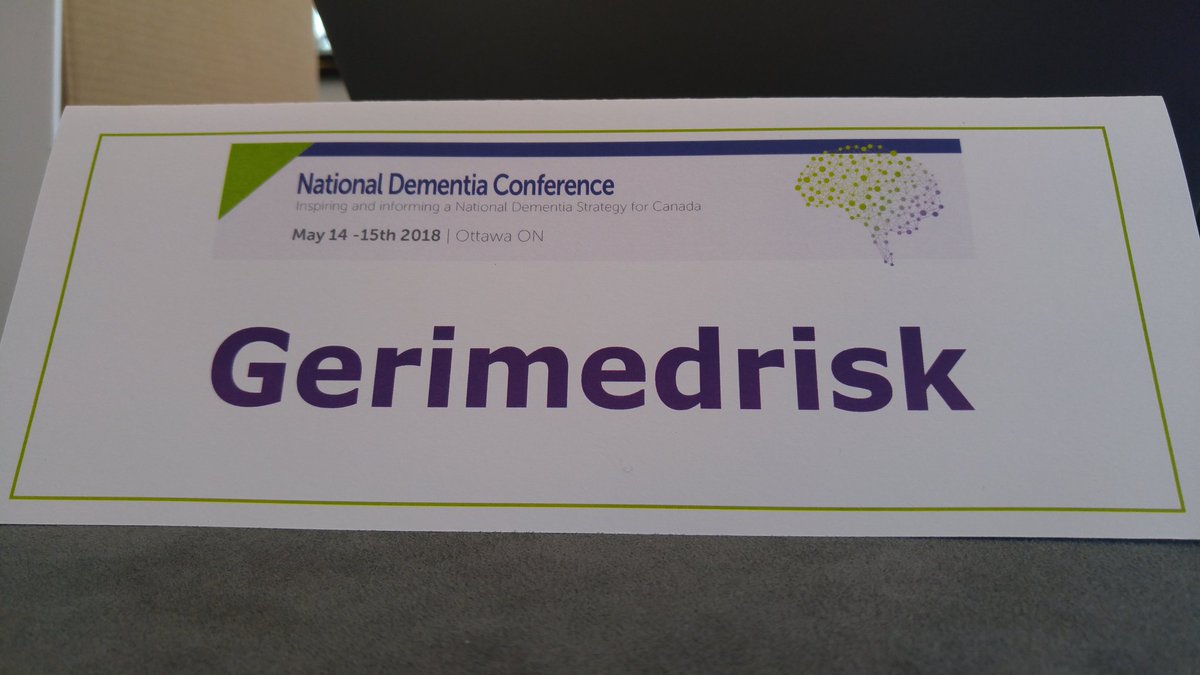 National Dementia Conference
Inspiring and informing a National Dementia Strategy for Canada
May 14 -15th 2018 | Ottawa ON
Gerimedrisk